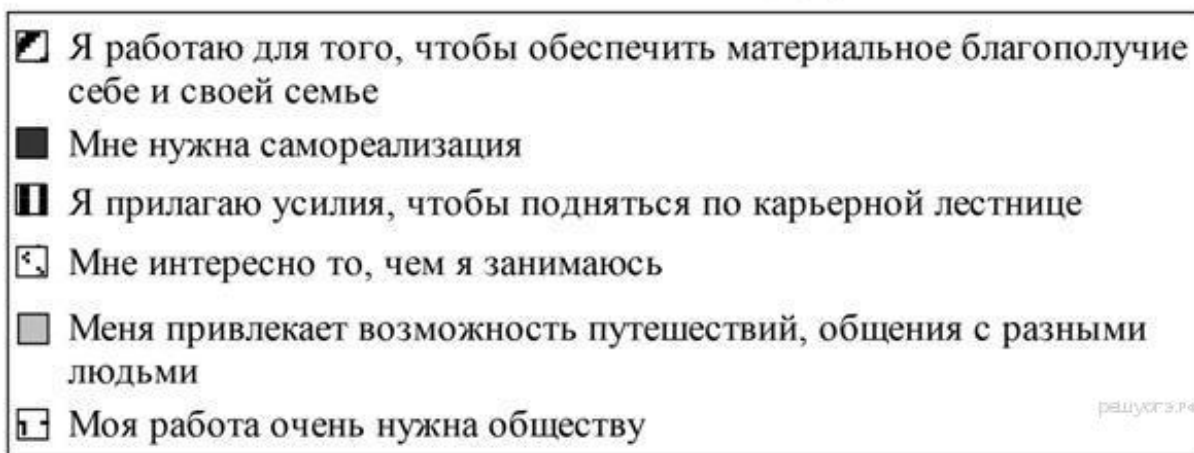 Я работаю для того, чтобы обеспечить материальное благополучие
себе и своей семье
Мне нужна самореализация
Я прилагаю усилия, чтобы подняться по карьерной лестнице
Мне интересно то, чем я занимаюсь
Меня привлекает возможность путешествий, общения с разными
людьми
Моя работа очень нужна обществу
решуогэ.рф